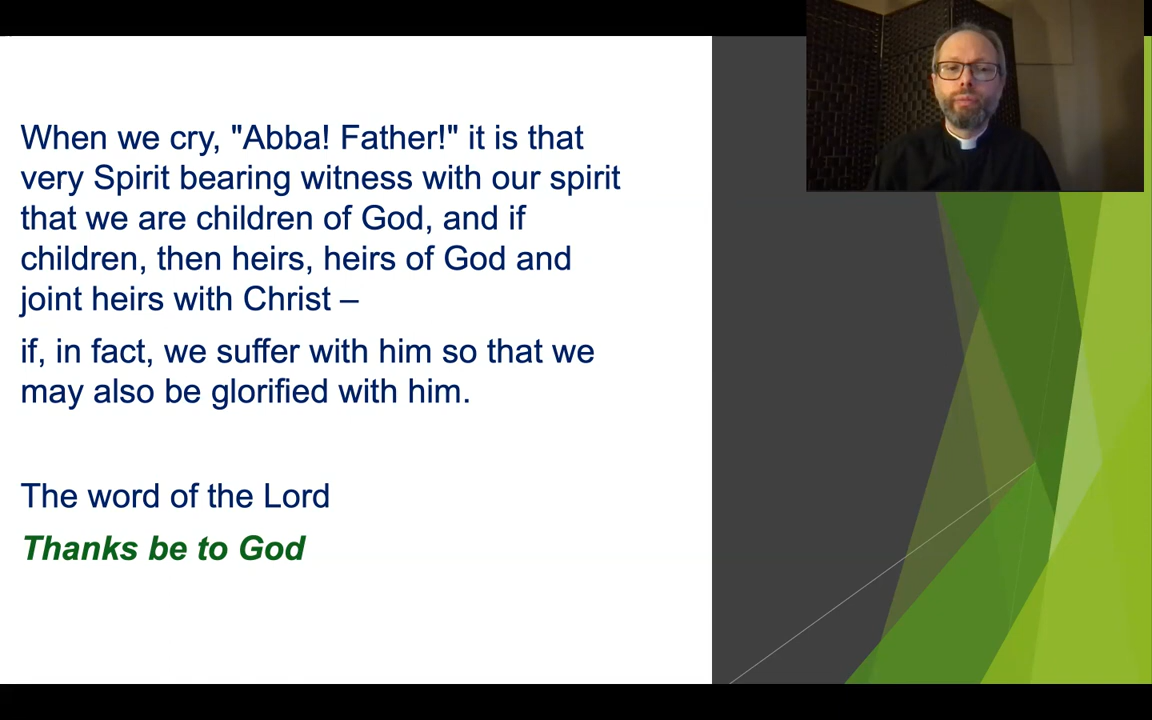 When we cry, "Abba! Father!" it is that
very Spirit bearing witness with our spirit
that we are children of God, and if
children, then heirs, heirs of God and
joint heirs with Christ –
if, in fact, we suffer with him so that we
may also be glorified with him.
The word of the Lord
Thanks be to God